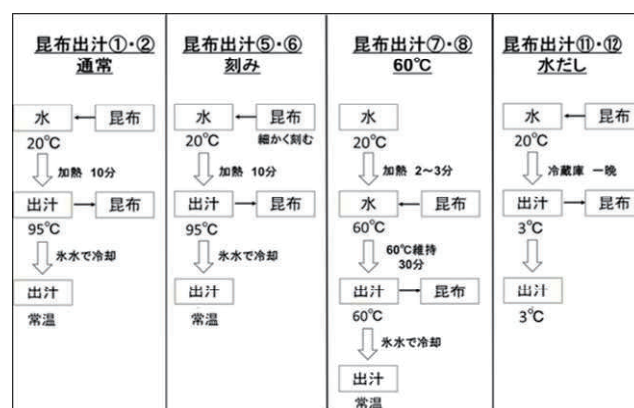 昆布出汁①・②
通常
水 ← 昆布
20℃
加熱 10分
出汁 → 昆布
95℃
氷水で冷却
出汁
常温
昆布出汁⑤・⑥
刻み
水 ← 昆布
20℃ 細かく刻む
加熱 10分
出汁 → 昆布
95℃
氷水で冷却
出汁
常温
昆布出汁⑦・⑧
60℃
水
20℃
加熱 2～3分
水 ← 昆布
60℃
60℃維持
30分
出汁 → 昆布
60℃
氷水で冷却
出汁
常温
昆布出汁⑪・⑫
水だし
水 ← 昆布
20℃
冷蔵庫 一晩
出汁 → 昆布
3℃
出汁
3℃